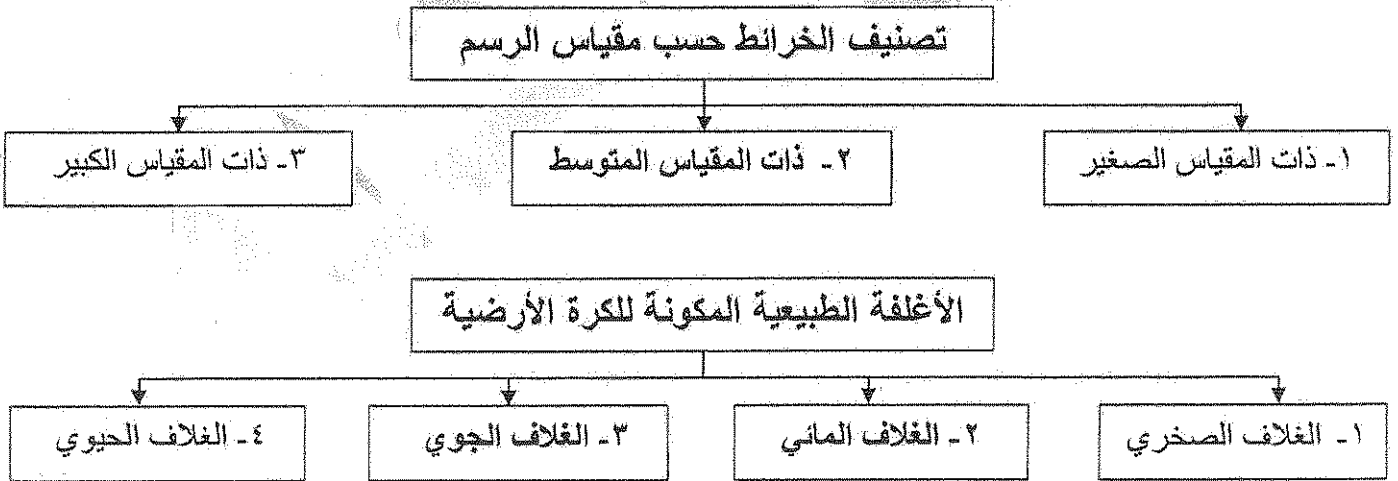 تصنيف الخرائط حسب مقياس الرسم
١- ذات المقياس الصغير
٢- ذات المقياس المتوسط
٣- ذات المقياس الكبير
الأغلفة الطبيعية المكونة للكرة الأرضية
١- الغلاف الصخري
٢- الغلاف المائي
٣- الغلاف الجوي
٤- الغلاف الحيوي